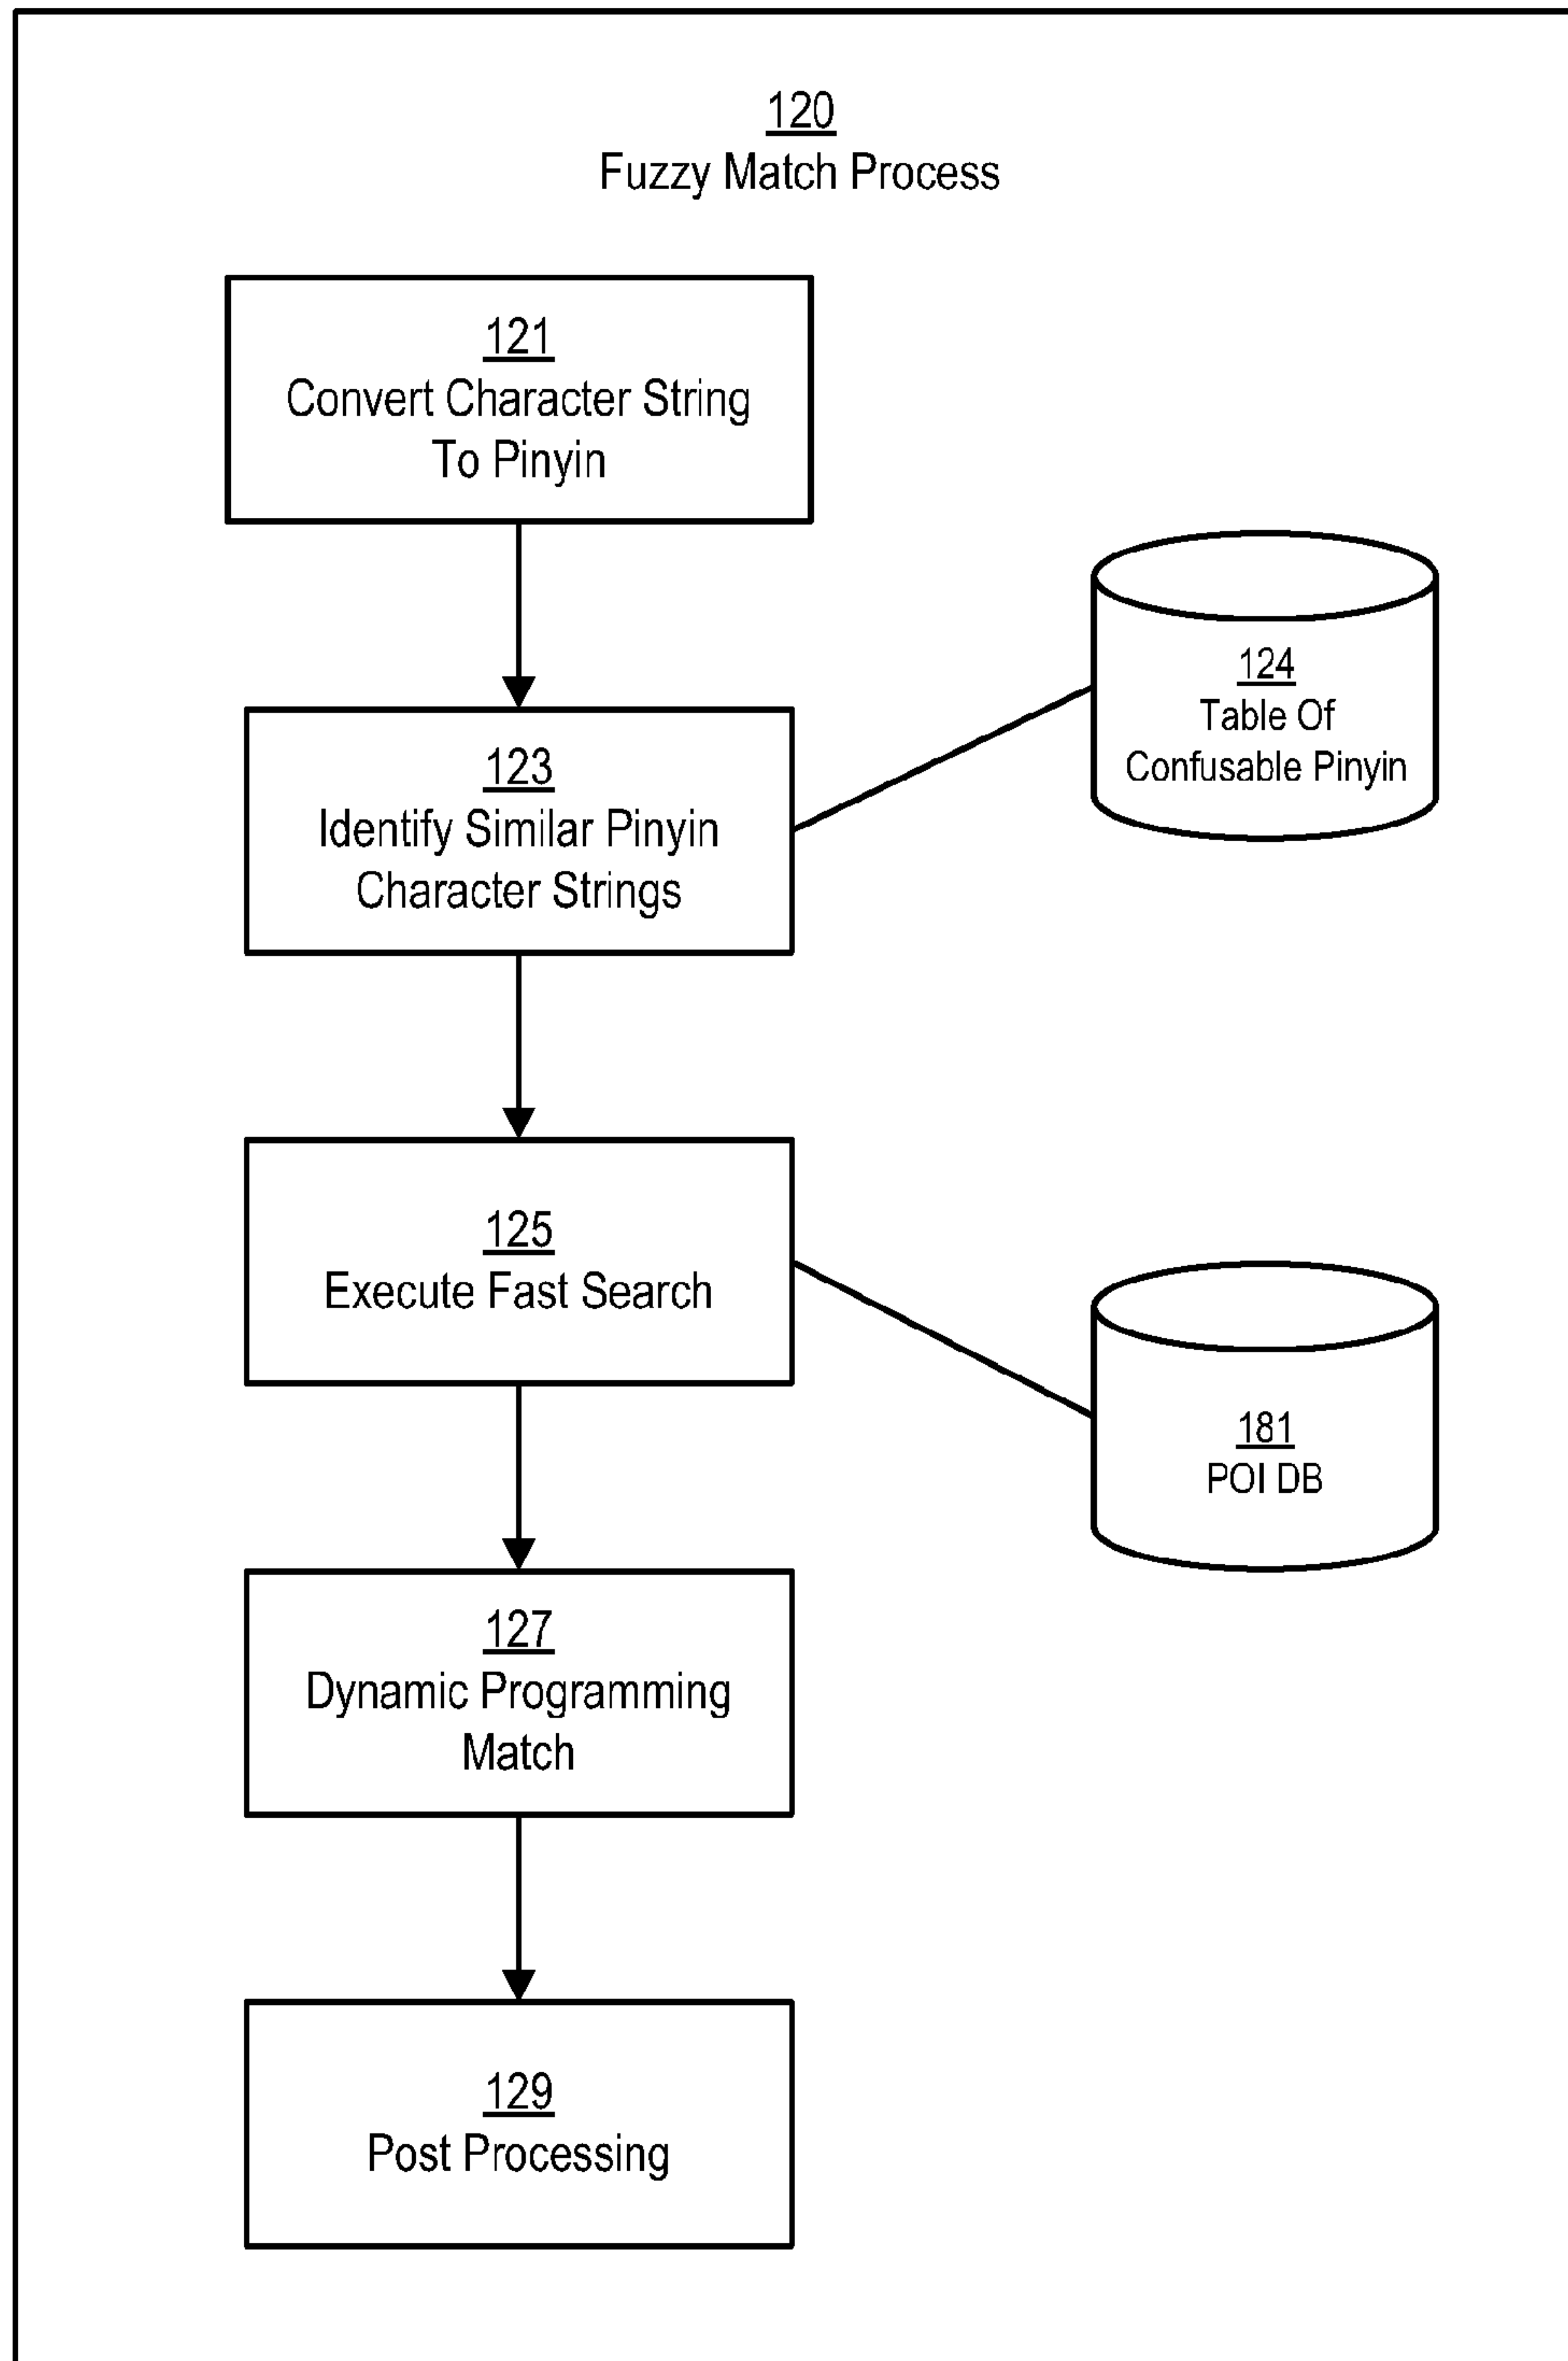 120
Fuzzy Match Process
121
Convert Character String
To Pinyin
124
Table Of
Confusable Pinyin
123
Identify Similar Pinyin
Character Strings
125
Execute Fast Search
181
POI DB
127
Dynamic Programming
Match
129
Post Processing